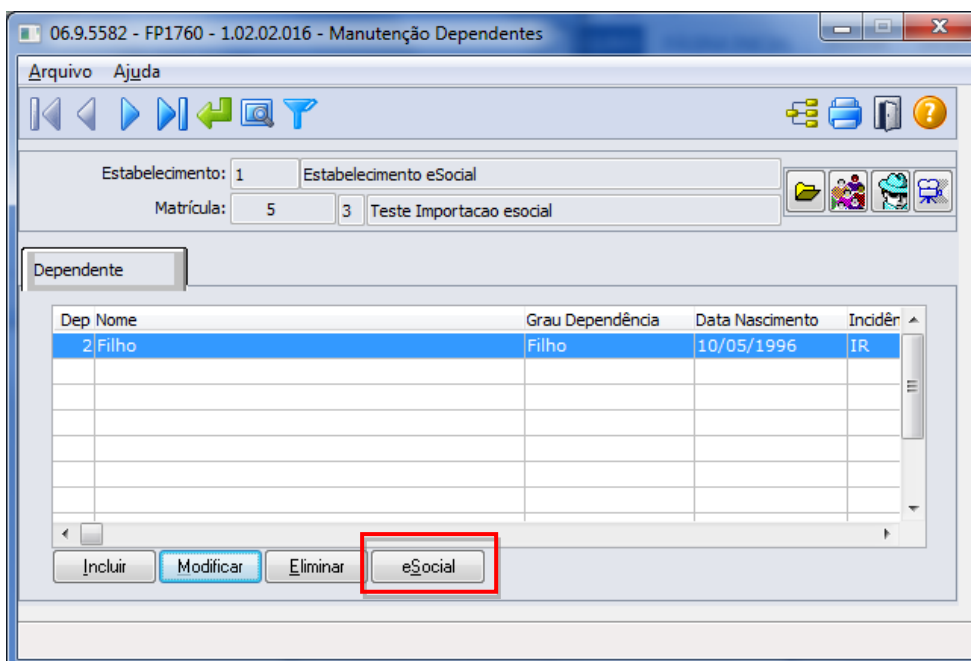 06.9.5582 - FP1760 - 1.02.02.016 - Manutenção Dependentes
Arquivo Ajuda
Estabelecimento: 1 Estabelecimento eSocial
Matrícula: 5 3 Teste Importacao esocial
Dependente
Dep Nome Grau Dependência Data Nascimento Incidên
2 Filho Filho 10/05/1996 IR
Incluir Modificar Eliminar eSocial